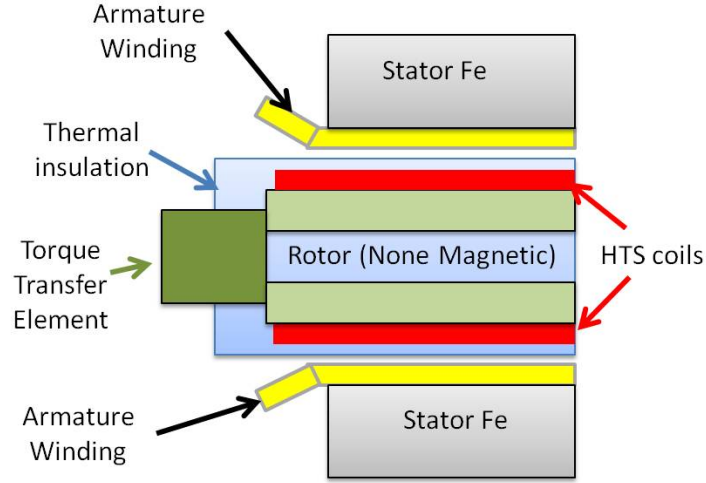 Armature
Winding
Stator Fe
Thermal
insulation
Rotor (None Magnetic)
HTS coils
Torque
Transfer
Element
Armature
Winding
Stator Fe